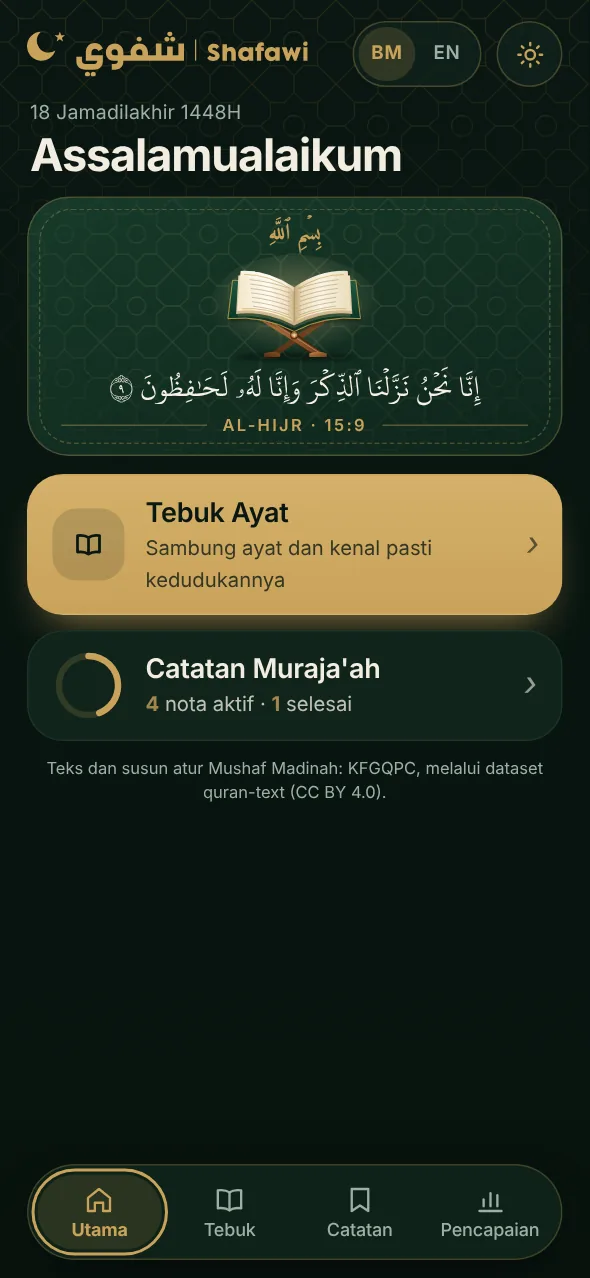 شفوي | Shafawi
BM EN
18 Jamadilakhir 1448H
Assalamualaikum
بِسْمِ ٱللَّهِ
إِنَّا نَحْنُ نَزَّلْنَا ٱلذِّكْرَ وَإِنَّا لَهُۥ لَحَـٰفِظُونَ ٩
AL-HIJR · 15:9
Tebuk Ayat
Sambung ayat dan kenal pasti
kedudukannya
Catatan Muraja'ah
4 nota aktif · 1 selesai
Teks dan susun atur Mushaf Madinah: KFGQPC, melalui dataset
quran-text (CC BY 4.0).
Utama Tebuk Catatan Pencapaian